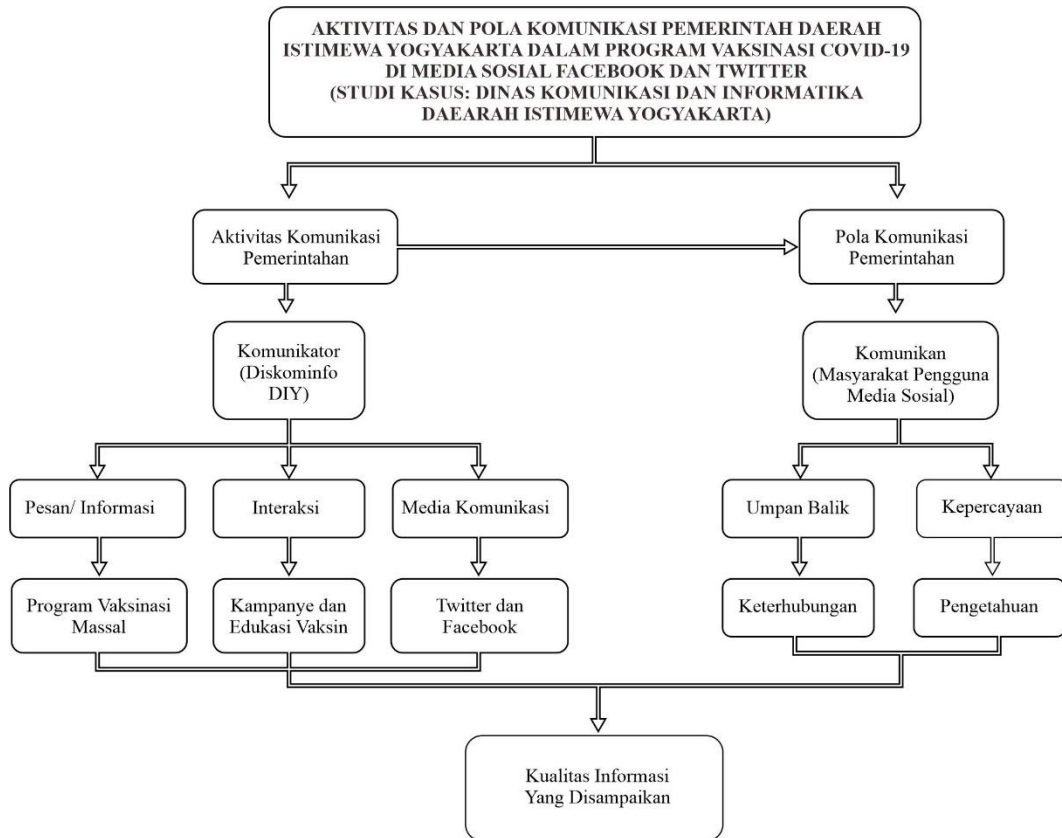 AKTIVITAS DAN POLA KOMUNIKASI PEMERINTAH DAERAH
ISTIMEWA YOGYAKARTA DALAM PROGRAM VAKSINASI COVID-19
DI MEDIA SOSIAL FACEBOOK DAN TWITTER
(STUDI KASUS: DINAS KOMUNIKASI DAN INFORMATIKA
DAEARAH ISTIMEWA YOGYAKARTA)
Aktivitas Komunikasi
Pemerintahan
Pola Komunikasi
Pemerintahan
Komunikator
(Diskominfo
DIY)
Komunikan
(Masyarakat Pengguna
Media Sosial)
Pesan/ Informasi
Interaksi
Media Komunikasi
Umpan Balik
Kepercayaan
Program Vaksinasi
Massal
Kampanye dan
Edukasi Vaksin
Twitter dan
Facebook
Keterhubungan
Pengetahuan
Kualitas Informasi
Yang Disampaikan